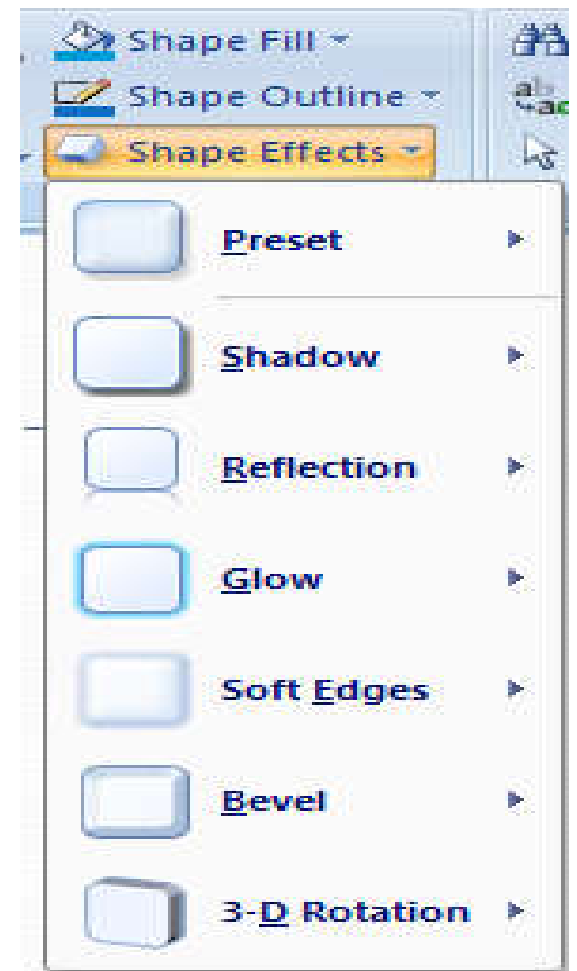 Shape Fill
Shape Outline
Shape Effects
Preset
Shadow
Reflection
Glow
Soft Edges
Bevel
3-D Rotation